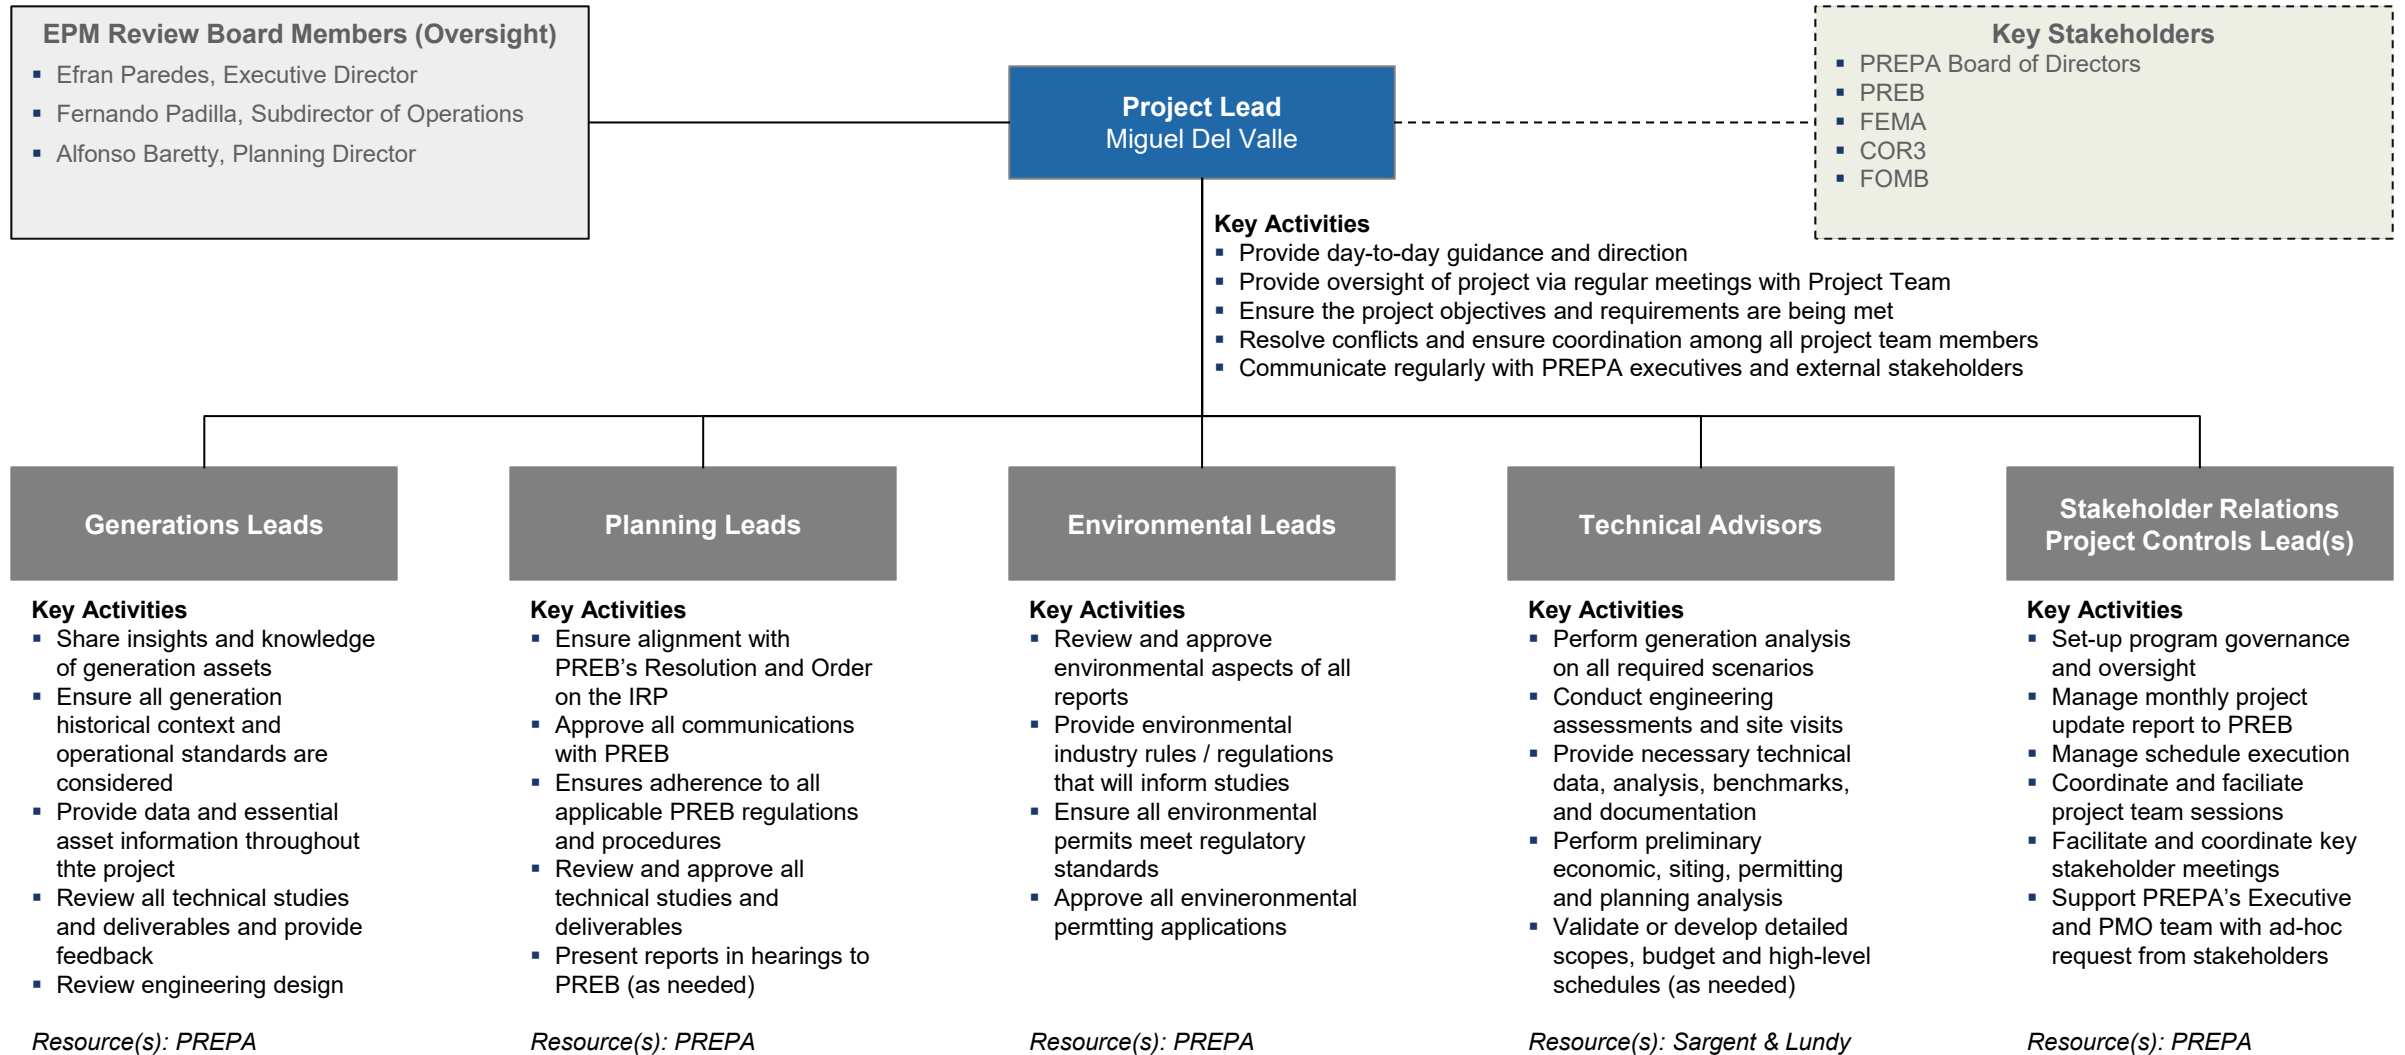 EPM Review Board Members (Oversight)
▪ Efran Paredes, Executive Director
▪ Fernando Padilla, Subdirector of Operations
▪ Alfonso Baretty, Planning Director
Project Lead
Miguel Del Valle
Key Stakeholders
▪ PREPA Board of Directors
▪ PREB
▪ FEMA
▪ COR3
▪ FOMB
Key Activities
▪ Provide day-to-day guidance and direction
▪ Provide oversight of project via regular meetings with Project Team
▪ Ensure the project objectives and requirements are being met
▪ Resolve conflicts and ensure coordination among all project team members
▪ Communicate regularly with PREPA executives and external stakeholders
Generations Leads
Key Activities
▪ Share insights and knowledge
of generation assets
▪ Ensure all generation
historical context and
operational standards are
considered
▪ Provide data and essential
asset information throughout
thte project
▪ Review all technical studies
and deliverables and provide
feedback
▪ Review engineering design
Resource(s): PREPA
Planning Leads
Key Activities
▪ Ensure alignment with
PREB’s Resolution and Order
on the IRP
▪ Approve all communications
with PREB
▪ Ensures adherence to all
applicable PREB regulations
and procedures
▪ Review and approve all
technical studies and
deliverables
▪ Present reports in hearings to
PREB (as needed)
Resource(s): PREPA
Environmental Leads
Key Activities
▪ Review and approve
environmental aspects of all
reports
▪ Provide environmental
industry rules / regulations
that will inform studies
▪ Ensure all environmental
permits meet regulatory
standards
▪ Approve all envineronmental
permtting applications
Resource(s): PREPA
Technical Advisors
Key Activities
▪ Perform generation analysis
on all required scenarios
▪ Conduct engineering
assessments and site visits
▪ Provide necessary technical
data, analysis, benchmarks,
and documentation
▪ Perform preliminary
economic, siting, permitting
and planning analysis
▪ Validate or develop detailed
scopes, budget and high-level
schedules (as needed)
Resource(s): Sargent & Lundy
Stakeholder Relations
Project Controls Lead(s)
Key Activities
▪ Set-up program governance
and oversight
▪ Manage monthly project
update report to PREB
▪ Manage schedule execution
▪ Coordinate and faciliate
project team sessions
▪ Facilitate and coordinate key
stakeholder meetings
▪ Support PREPA’s Executive
and PMO team with ad-hoc
request from stakeholders
Resource(s): PREPA